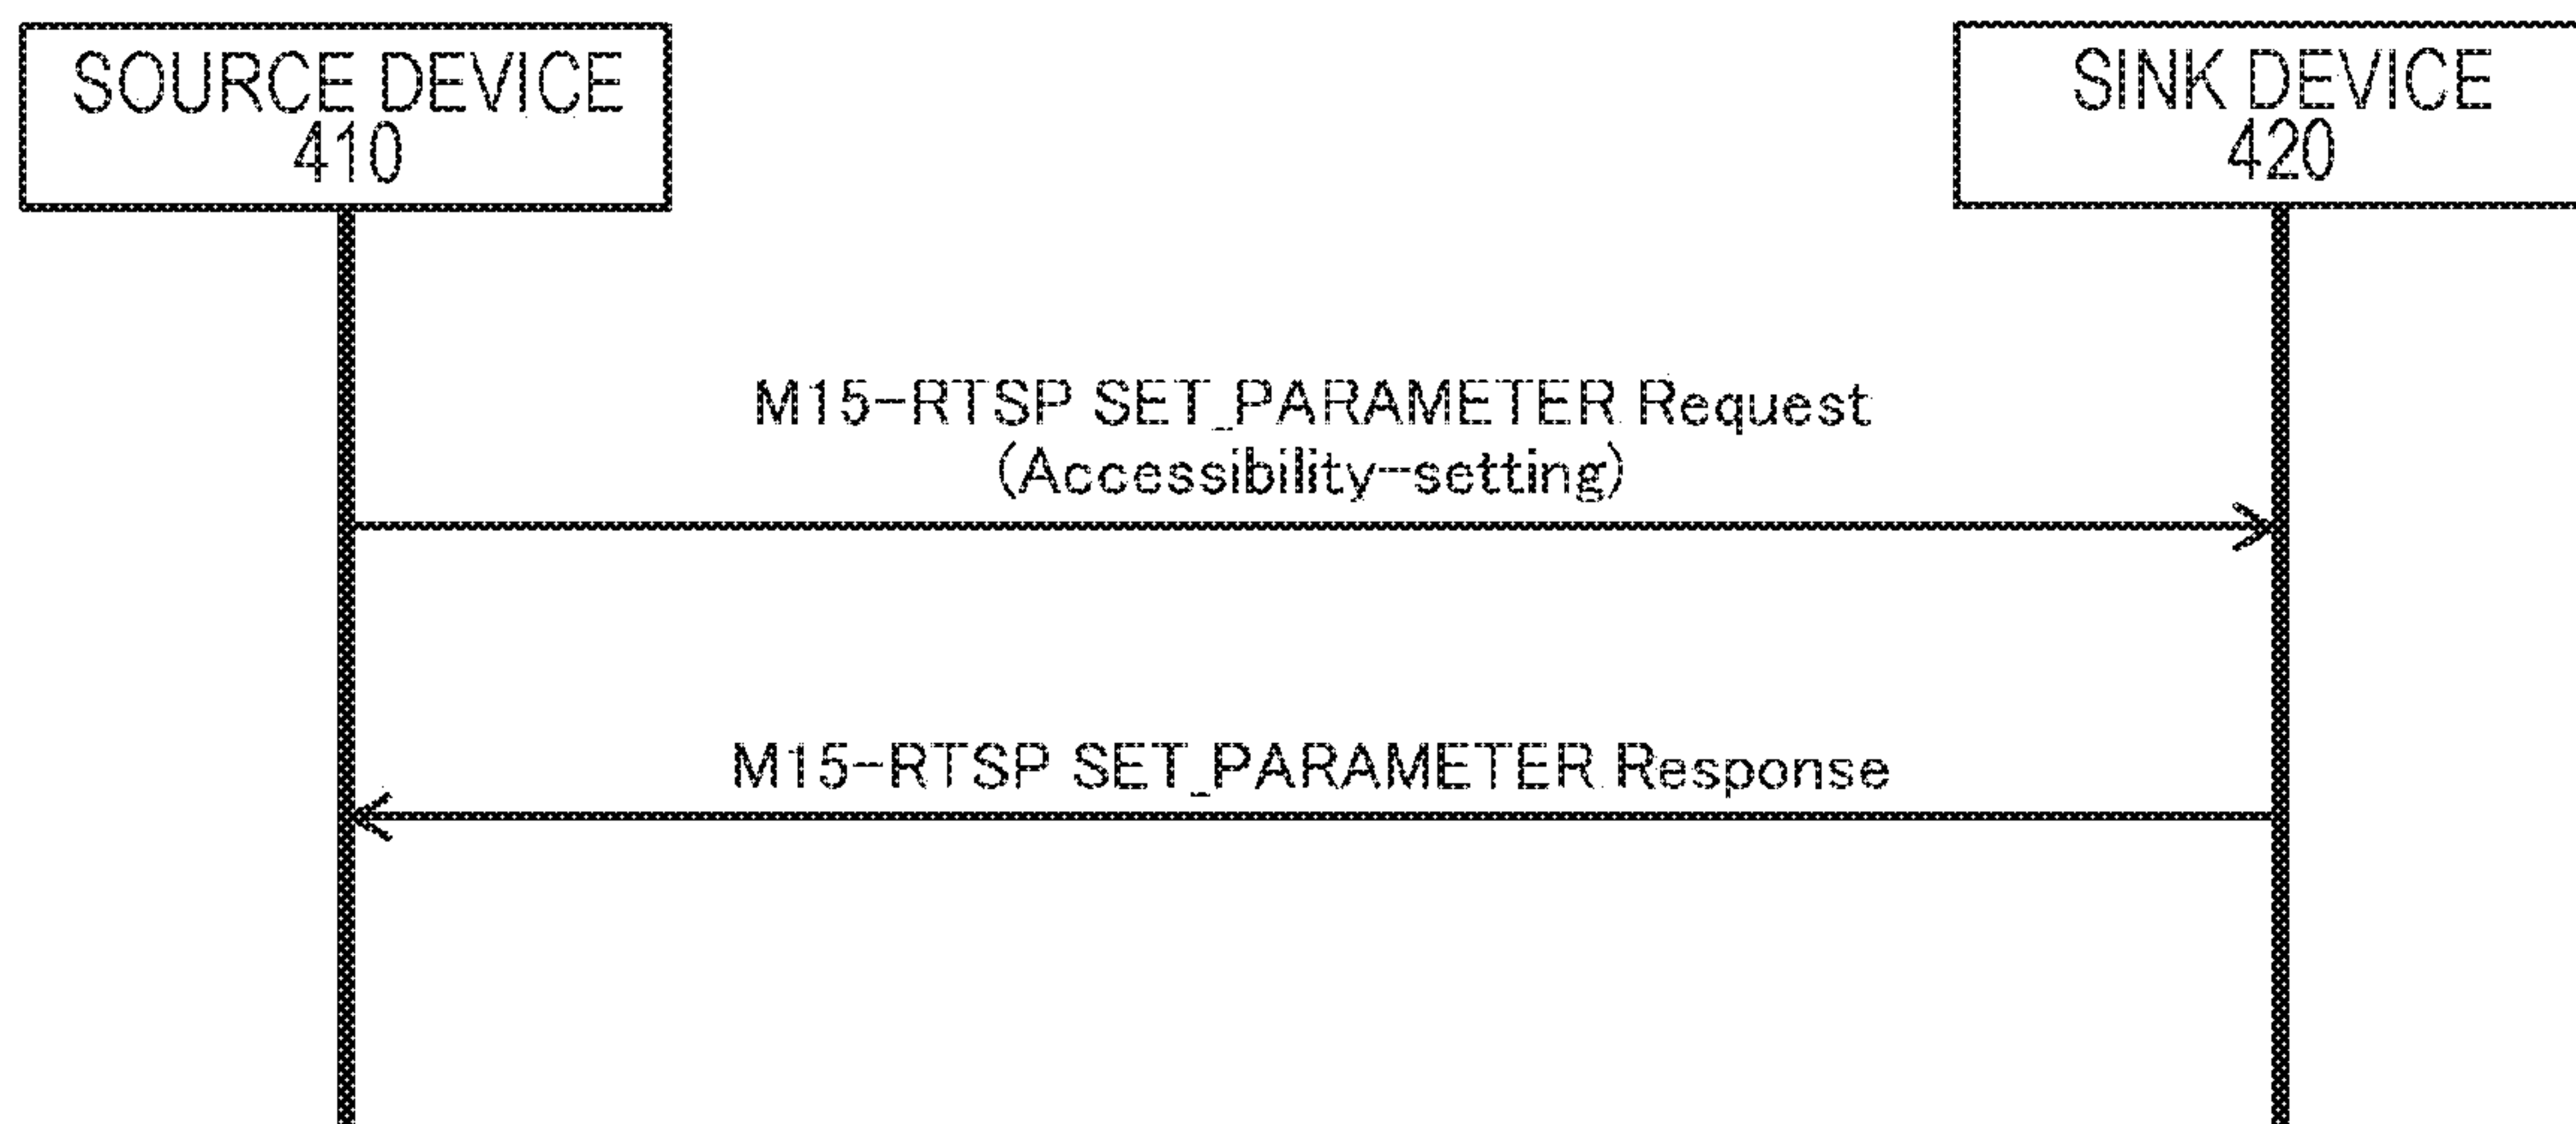 SOURCE DEVICE
410
SINK DEVICE
420
M15-RTSP SET_PARAMETER Request
(Accessibility-setting)
M15-RTSP SET_PARAMETER Response